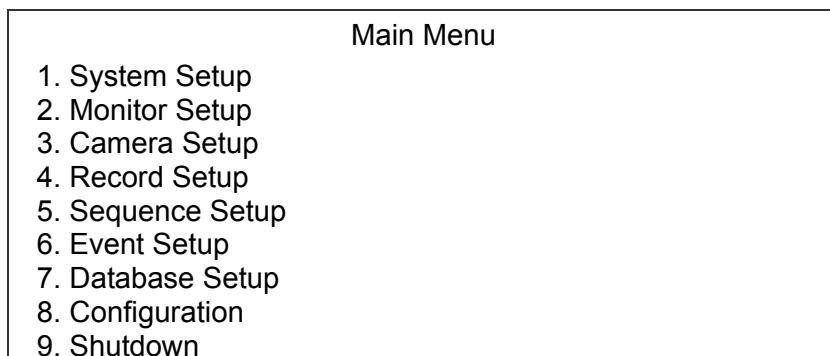 Main Menu
1. System Setup
2. Monitor Setup
3. Camera Setup
4. Record Setup
5. Sequence Setup
6. Event Setup
7. Database Setup
8. Configuration
9. Shutdown